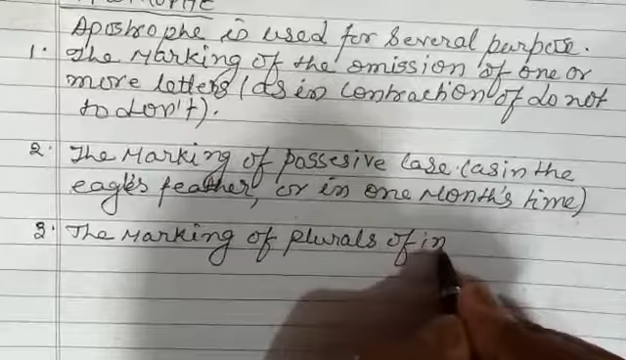 Apostrophe is used for several purpose.
1. The Marking of the omission of one or
more letters (as in contraction of do not
to don't).
2. The Marking of possesive case. (as in the
eagle's feather, or in one Month's time)
3. The Marking of plurals of in